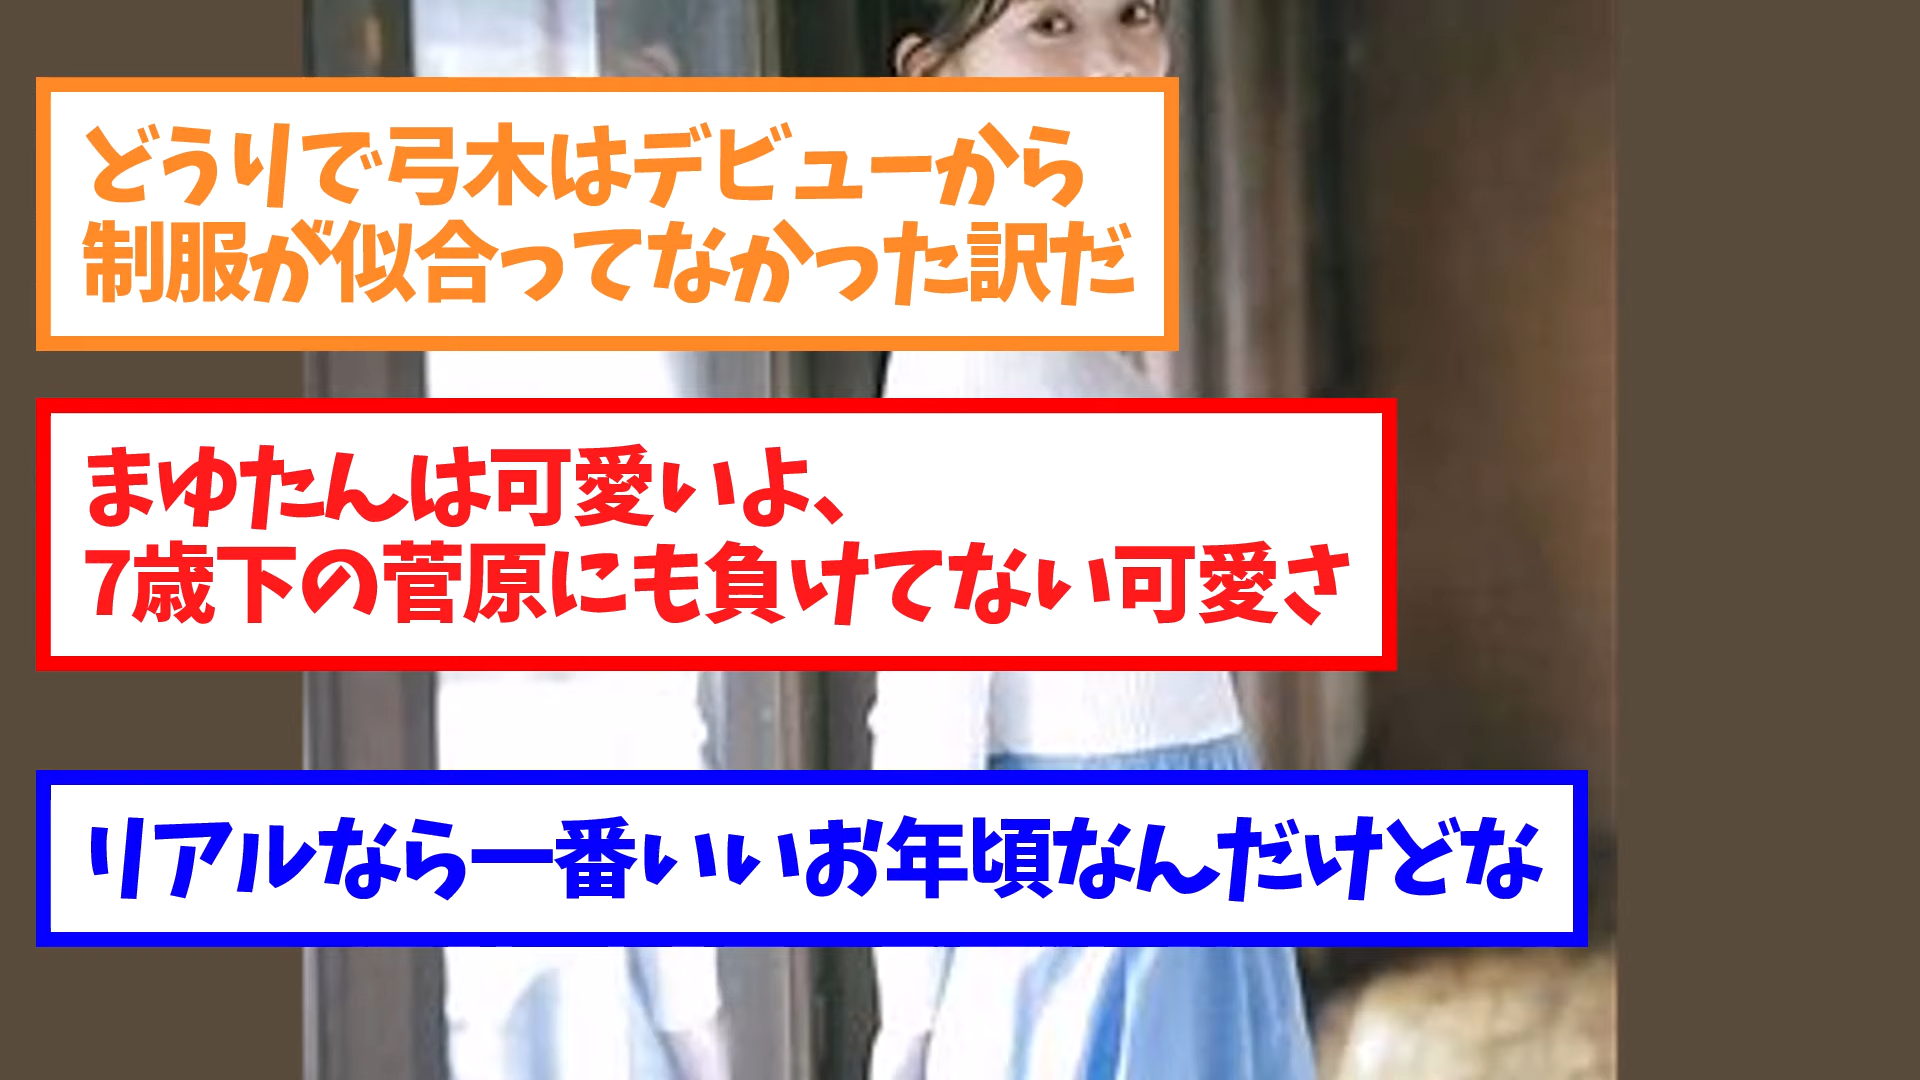 どうりで弓木はデビューから
制服が似合ってなかった訳だ
まゆたんは可愛いよ、
7歳下の菅原にも負けてない可愛さ
リアルなら一番いいお年頃なんだけどな